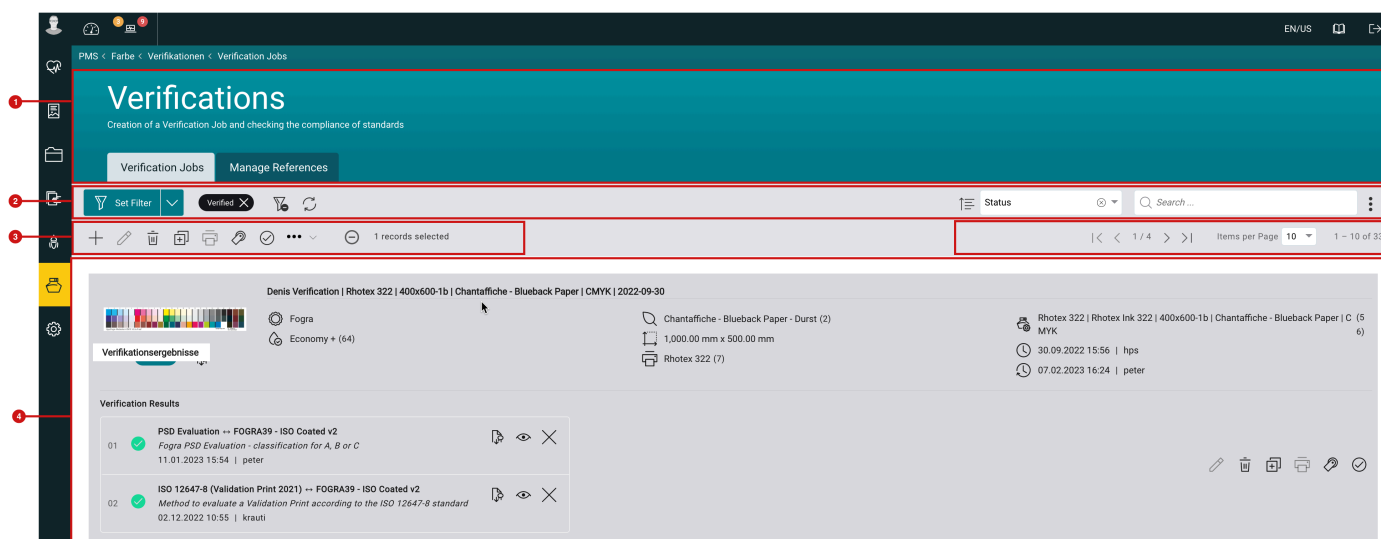 3
9
EN/US
PMS < Farbe < Verifikationen < Verification Jobs
1
Verifications
Creation of a Verification Job and checking the compliance of standards
Verification Jobs
Manage References
2
Set Filter
Verified
Status
Search ...
3
1 records selected
1 / 4
Items per Page
10
1 – 10 of 33
Denis Verification | Rhotex 322 | 400x600-1b | Chantaffiche - Blueback Paper | CMYK | 2022-09-30
Fogra
Economy + (64)
Verifikationsergebnisse
Chantaffiche - Blueback Paper - Durst (2)
1,000.00 mm x 500.00 mm
Rhotex 322 (7)
Rhotex 322 | Rhotex Ink 322 | 400x600-1b | Chantaffiche - Blueback Paper | C (5
MYK 6)
30.09.2022 15:56 | hps
07.02.2023 16:24 | peter
4
Verification Results
01
PSD Evaluation ↔ FOGRA39 - ISO Coated v2
Fogra PSD Evaluation - classification for A, B or C
11.01.2023 15:54 | peter
02
ISO 12647-8 (Validation Print 2021) ↔ FOGRA39 - ISO Coated v2
Method to evaluate a Validation Print according to the ISO 12647-8 standard
02.12.2022 10:55 | krauti